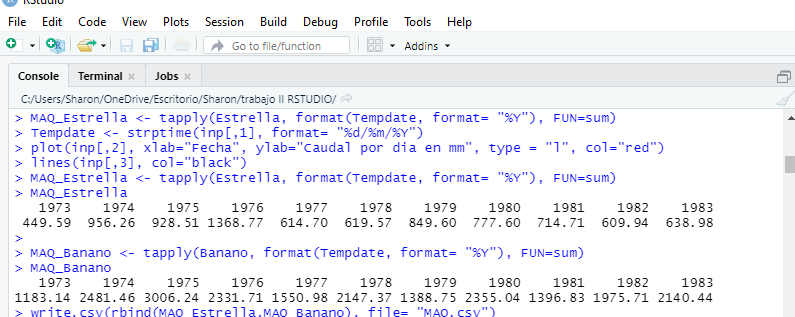 RStudio
File Edit Code View Plots Session Build Debug Profile Tools Help
Go to file/function Addins
Console Terminal × Jobs ×
C:/Users/Sharon/OneDrive/Escritorio/Sharon/trabajo II RSTUDIO/
> MAQ_Estrella <- tapply(Estrella, format(Tempdate, format= "%Y"), FUN=sum)
> Tempdate <- strptime(inp[,1], format= "%d/%m/%Y")
> plot(inp[,2], xlab="Fecha", ylab="Caudal por dia en mm", type = "l", col="red")
> lines(inp[,3], col="black")
> MAQ_Estrella <- tapply(Estrella, format(Tempdate, format= "%Y"), FUN=sum)
> MAQ_Estrella
1973 1974 1975 1976 1977 1978 1979 1980 1981 1982 1983
449.59 956.26 928.51 1368.77 614.70 619.57 849.60 777.60 714.71 609.94 638.98
>
> MAQ_Banano <- tapply(Banano, format(Tempdate, format= "%Y"), FUN=sum)
> MAQ_Banano
1973 1974 1975 1976 1977 1978 1979 1980 1981 1982 1983
1183.14 2481.46 3006.24 2331.71 1550.98 2147.37 1388.75 2355.04 1396.83 1975.71 2140.44
> write.csv(rbind(MAQ_Estrella,MAQ_Banano), file= "MAQ.csv")